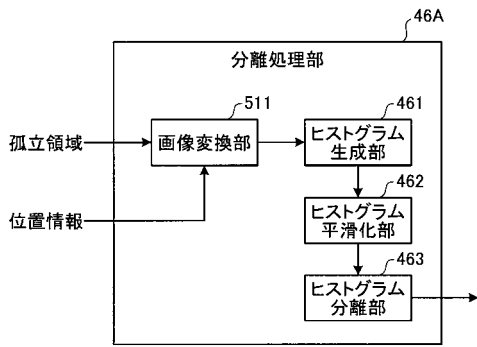 46A
分離処理部
511
461
孤立領域
画像変換部
ヒストグラム
生成部
462
位置情報
ヒストグラム
平滑化部
463
ヒストグラム
分離部